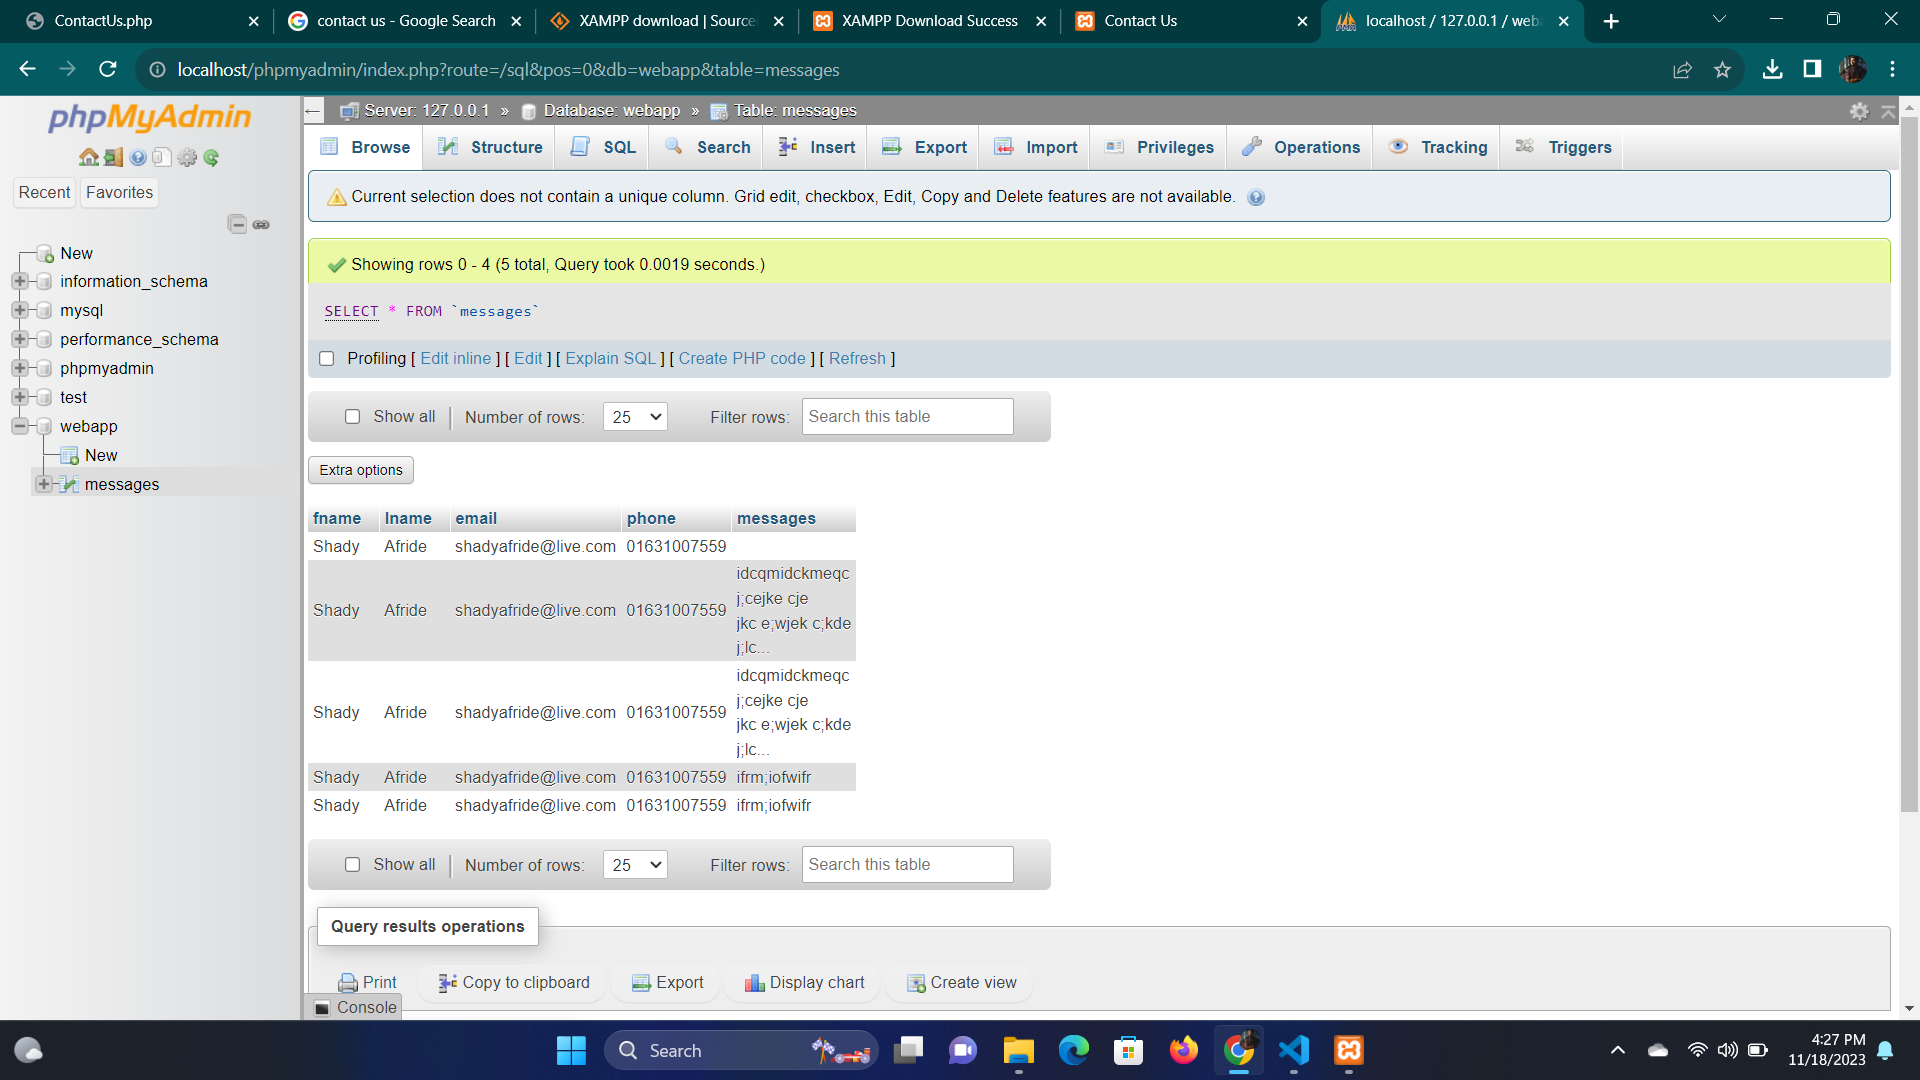 ContactUs.php
contact us - Google Search
XAMPP download | Source
XAMPP Download Success
Contact Us
localhost / 127.0.0.1 / web
localhost/phpmyadmin/index.php?route=/sql&pos=0&db=webapp&table=messages
phpMyAdmin
Recent
Favorites
New
information_schema
mysql
performance_schema
phpmyadmin
test
webapp
New
messages
Server: 127.0.0.1 » Database: webapp » Table: messages
Browse
Structure
SQL
Search
Insert
Export
Import
Privileges
Operations
Tracking
Triggers
Current selection does not contain a unique column. Grid edit, checkbox, Edit, Copy and Delete features are not available.
Showing rows 0 - 4 (5 total, Query took 0.0019 seconds.)
SELECT * FROM `messages`
Profiling [ Edit inline ] [ Edit ] [ Explain SQL ] [ Create PHP code ] [ Refresh ]
Show all | Number of rows: 25 Filter rows: Search this table
Extra options
fname lname email phone messages
Shady Afride shadyafride@live.com 01631007559
Shady Afride shadyafride@live.com 01631007559 idcqmidckmeqc
j;cejke cje
jkc e;wjek c;kde
j;lc...
Shady Afride shadyafride@live.com 01631007559 idcqmidckmeqc
j;cejke cje
jkc e;wjek c;kde
j;lc...
Shady Afride shadyafride@live.com 01631007559 ifrm;iofwifr
Shady Afride shadyafride@live.com 01631007559 ifrm;iofwifr
Show all | Number of rows: 25 Filter rows: Search this table
Query results operations
Print
Copy to clipboard
Export
Display chart
Create view
Console
Search
4:27 PM
11/18/2023